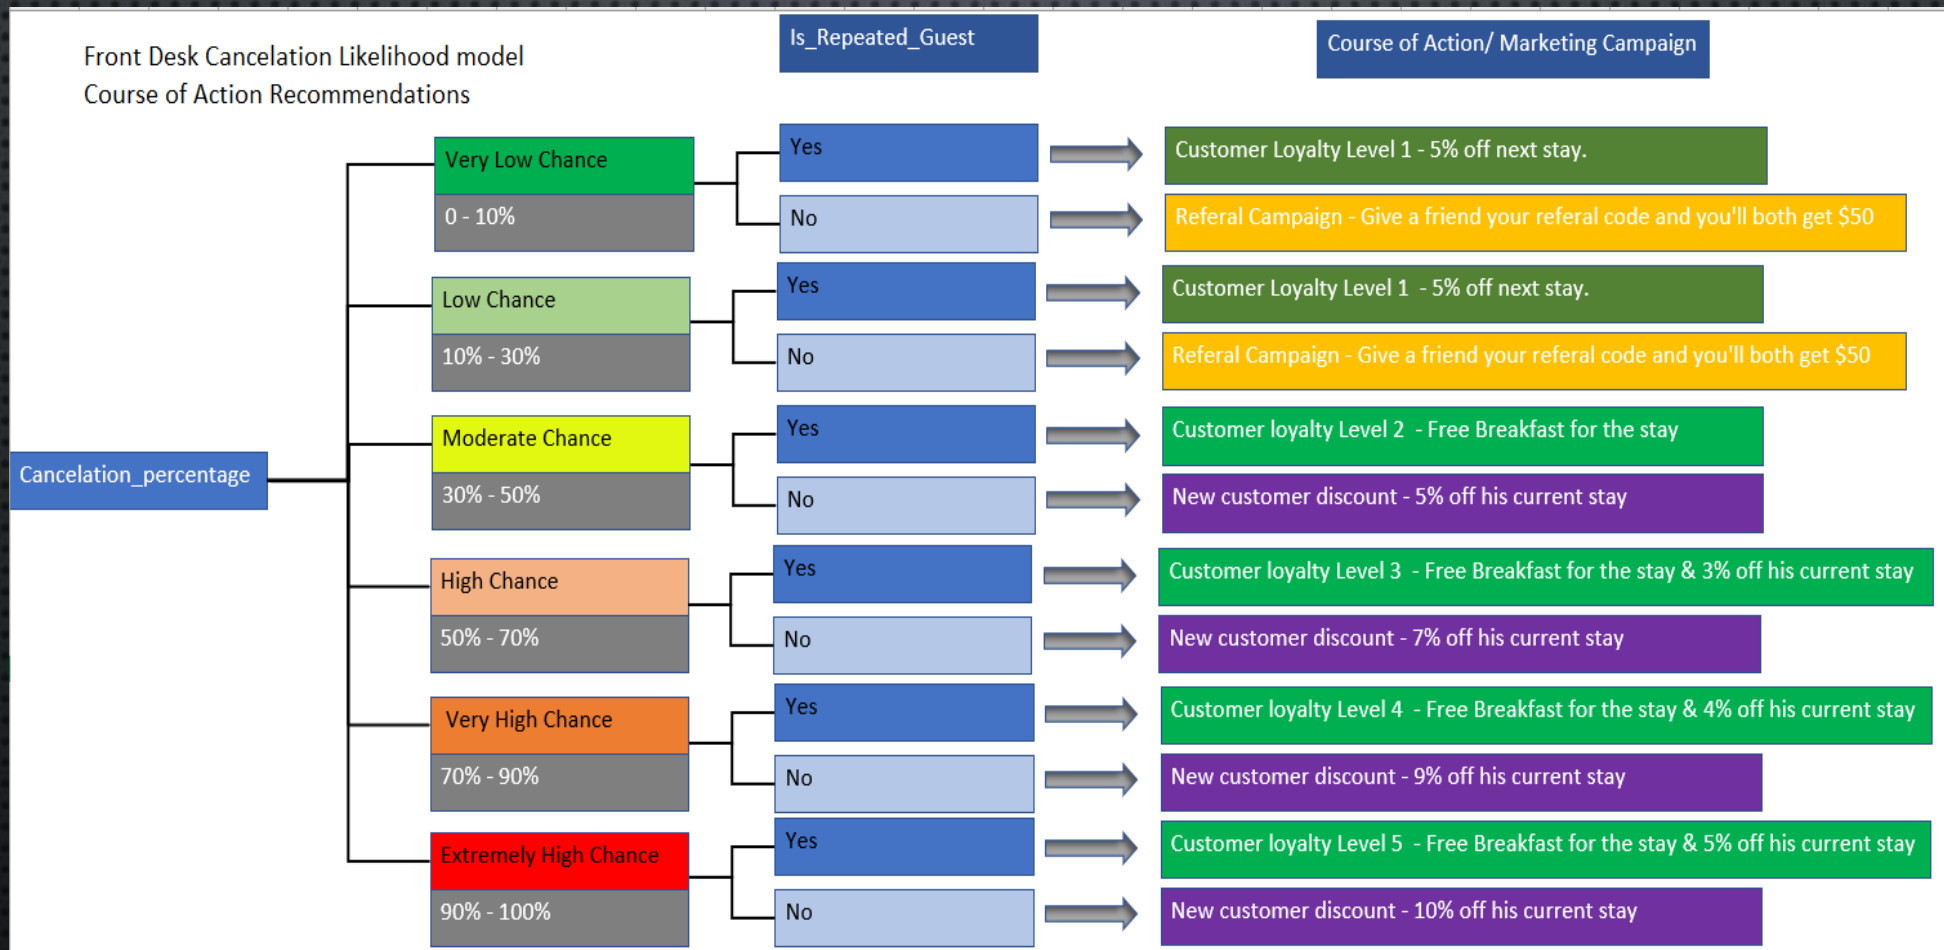 Front Desk Cancelation Likelihood model
Course of Action Recommendations
Is_Repeated_Guest
Course of Action/ Marketing Campaign
Cancelation_percentage
Very Low Chance
0 - 10%
Yes
Customer Loyalty Level 1 - 5% off next stay.
No
Referal Campaign - Give a friend your referal code and you'll both get $50
Low Chance
10% - 30%
Yes
Customer Loyalty Level 1  - 5% off next stay.
No
Referal Campaign - Give a friend your referal code and you'll both get $50
Moderate Chance
30% - 50%
Yes
Customer loyalty Level 2  - Free Breakfast for the stay
No
New customer discount - 5% off his current stay
High Chance
50% - 70%
Yes
Customer loyalty Level 3  - Free Breakfast for the stay & 3% off his current stay
No
New customer discount - 7% off his current stay
Very High Chance
70% - 90%
Yes
Customer loyalty Level 4  - Free Breakfast for the stay & 4% off his current stay
No
New customer discount - 9% off his current stay
Extremely High Chance
90% - 100%
Yes
Customer loyalty Level 5  - Free Breakfast for the stay & 5% off his current stay
No
New customer discount - 10% off his current stay